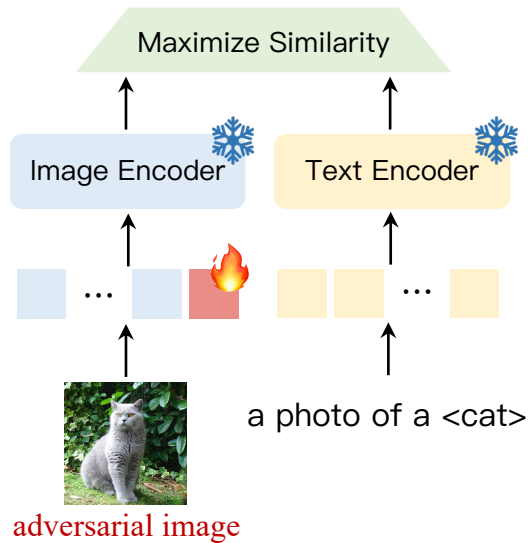 Maximize Similarity
Image Encoder
Text Encoder
...
...
a photo of a <cat>
adversarial image